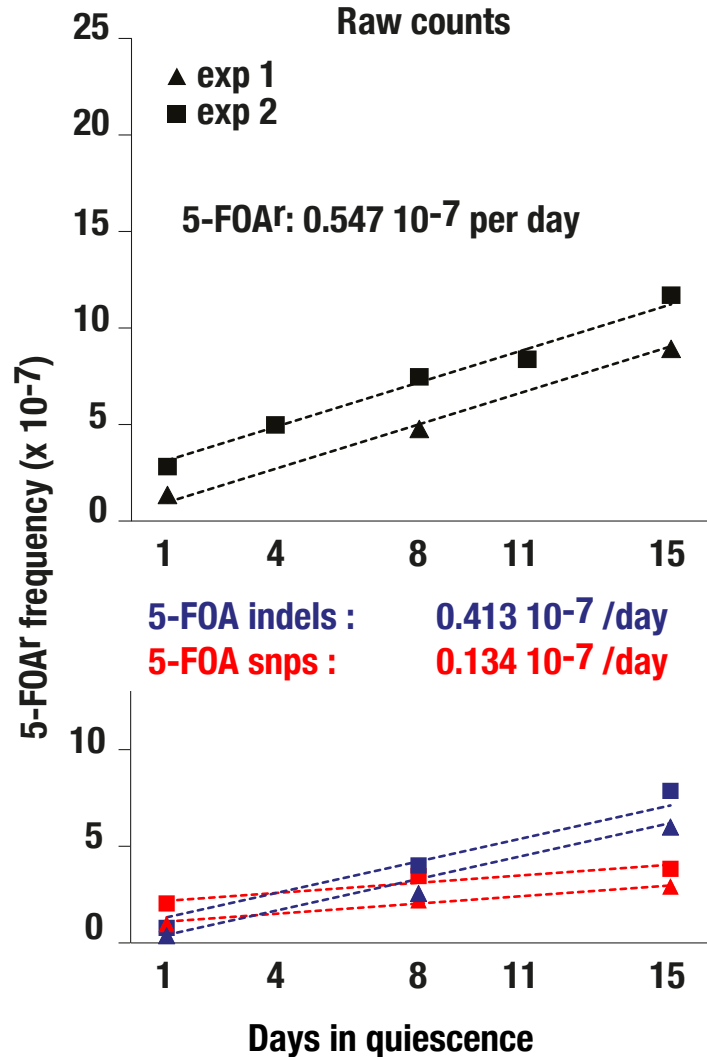 Raw counts
25
20
15
10
5
0
exp 1
exp 2
5-FOAr: 0.547 10-7 per day
1 4 8 11 15
5-FOAr frequency (x 10-7)
5-FOA indels : 0.413 10-7 /day
5-FOA snps : 0.134 10-7 /day
10
5
0
1 4 8 11 15
Days in quiescence